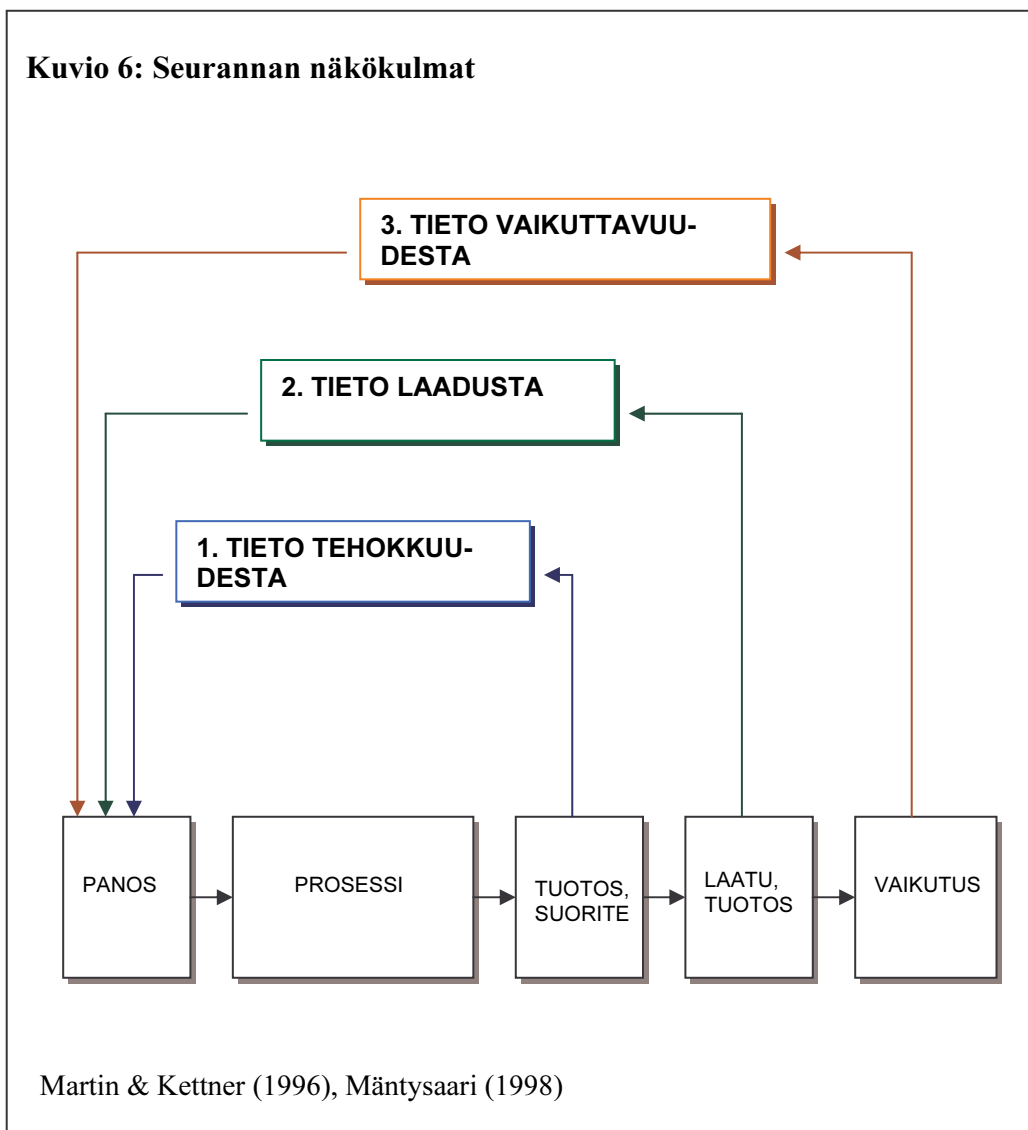 Kuvio 6: Seurannan näkökulmat
3. TIETO VAIKUTTAVUU-
DESTA
2. TIETO LAADUSTA
1. TIETO TEHOKKUU-
DESTA
PANOS
PROSESSI
TUOTOS,
SUORITE
LAATU,
TUOTOS
VAIKUTUS
Martin & Kettner (1996), Mäntysaari (1998)